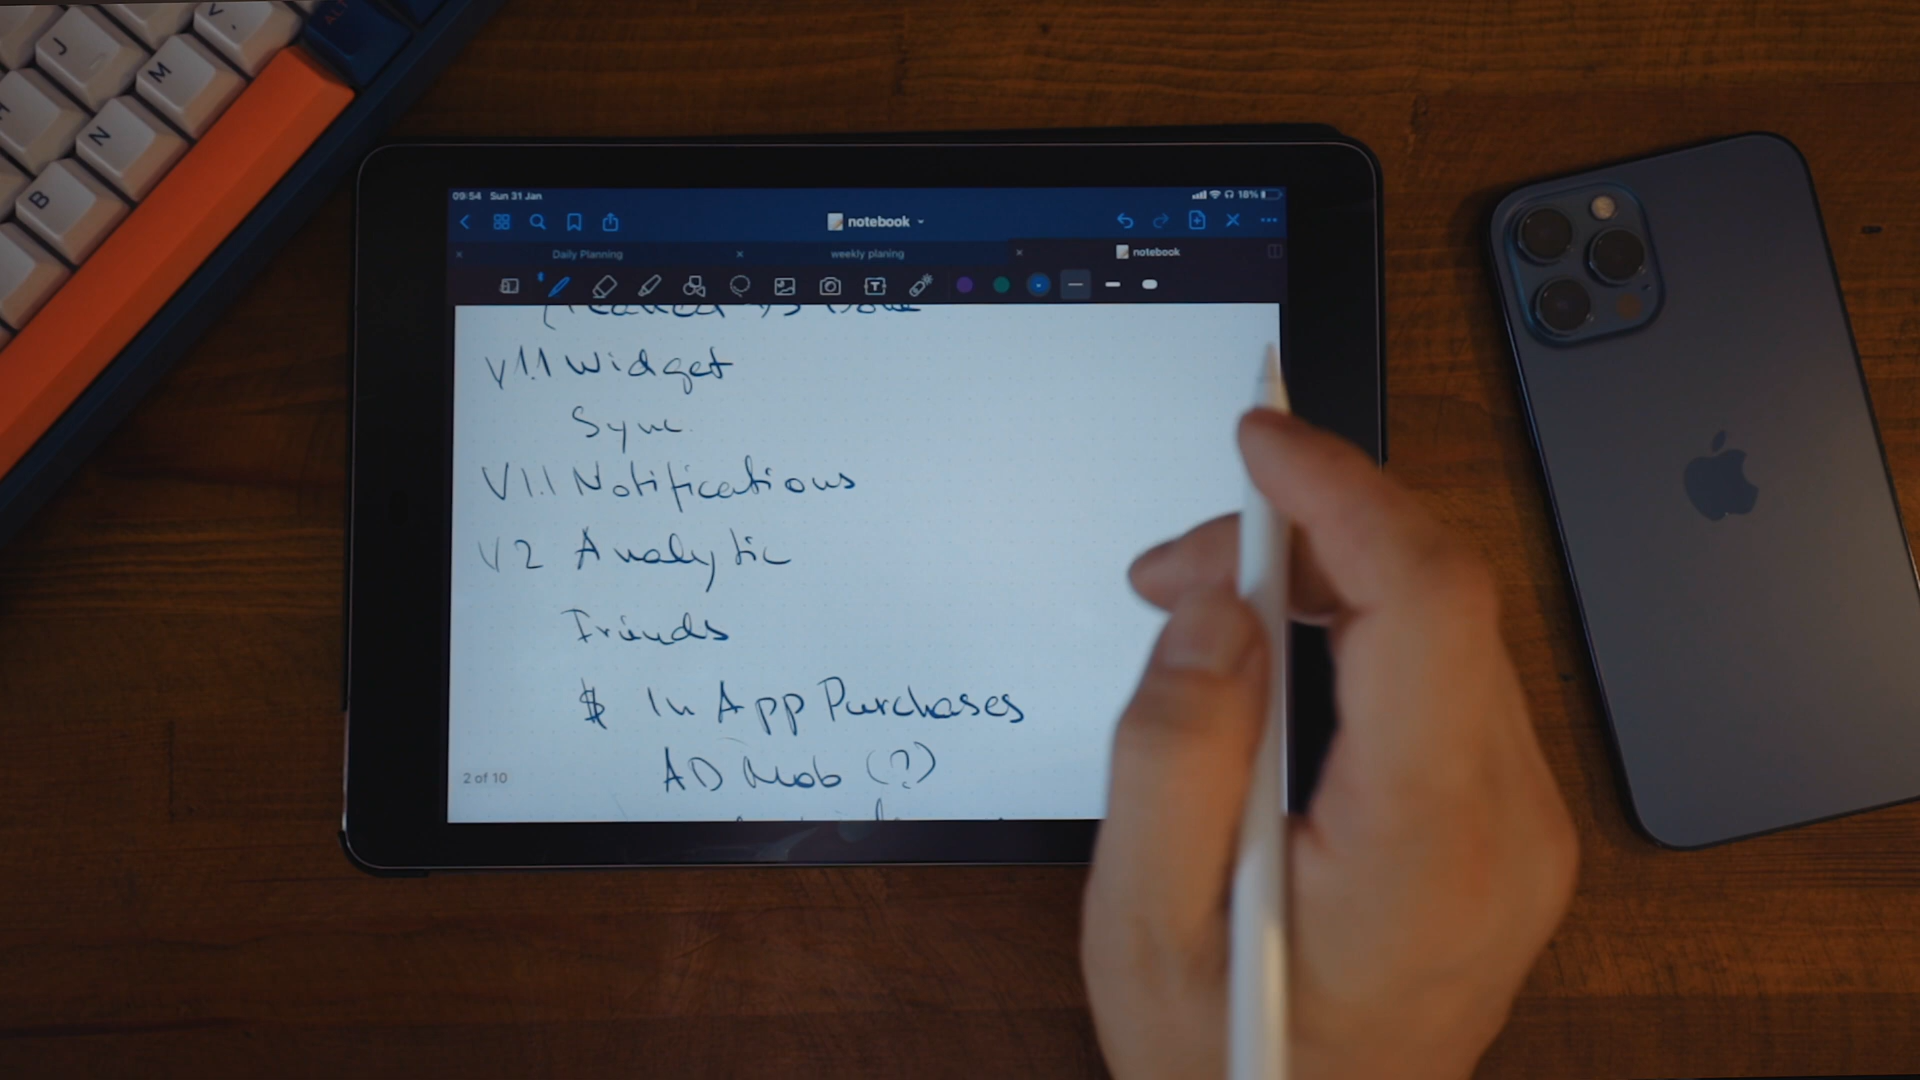 J
M
N
B
ALT
09:54 Sun 31 Jan
18%
notebook
Daily Planning
weekly planing
notebook
V1.1 Widget
Sync
V1.1 Notifications
V2 Analytic
Friends
$ In App Purchases
AD Mob (?)
2 of 10